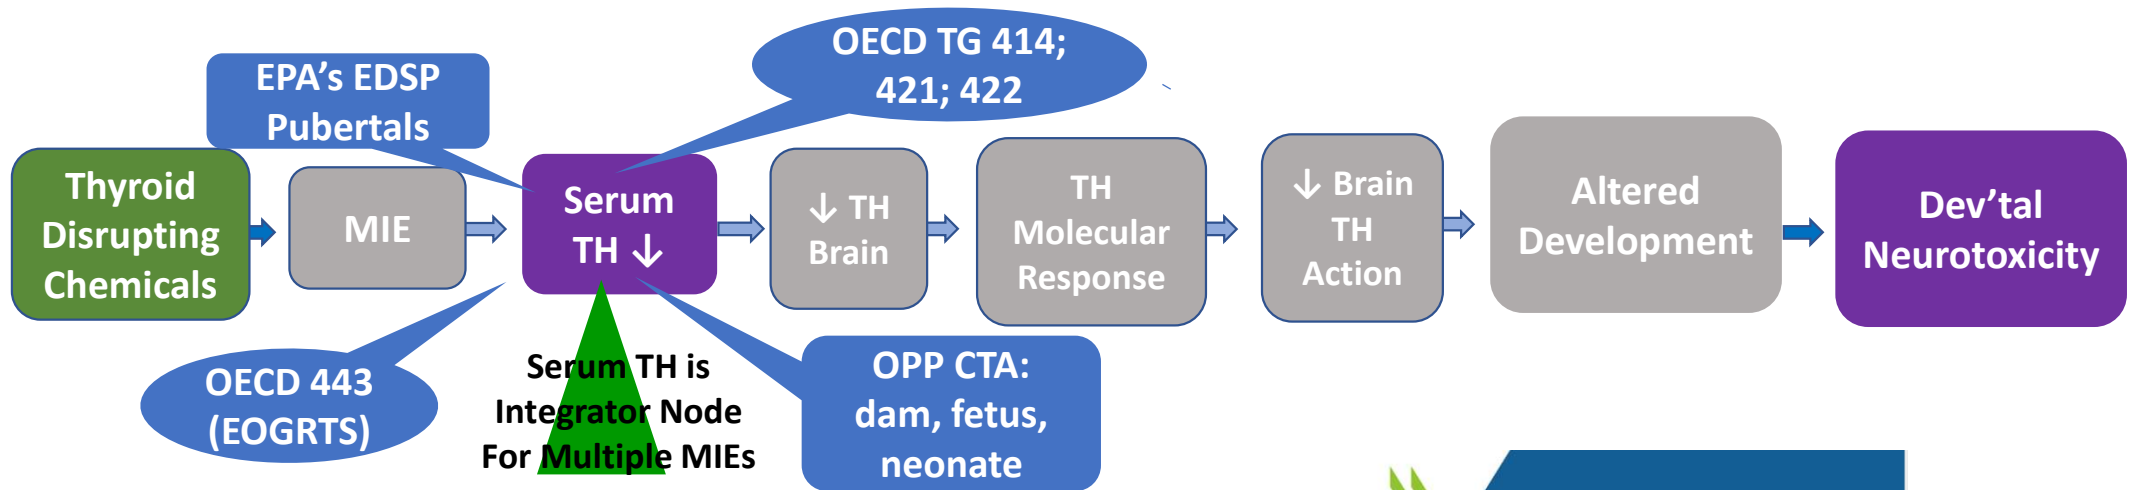 OECD TG 414;
421; 422
EPA’s EDSP
Pubertals
Thyroid
Disrupting
Chemicals
MIE
Serum
TH ↓
↓ TH
Brain
TH
Molecular
Response
↓ Brain
TH
Action
Altered
Development
Dev’tal
Neurotoxicity
OECD 443
(EOGRTS)
Serum TH is
Integrator Node
For Multiple MIEs
OPP CTA:
dam, fetus,
neonate